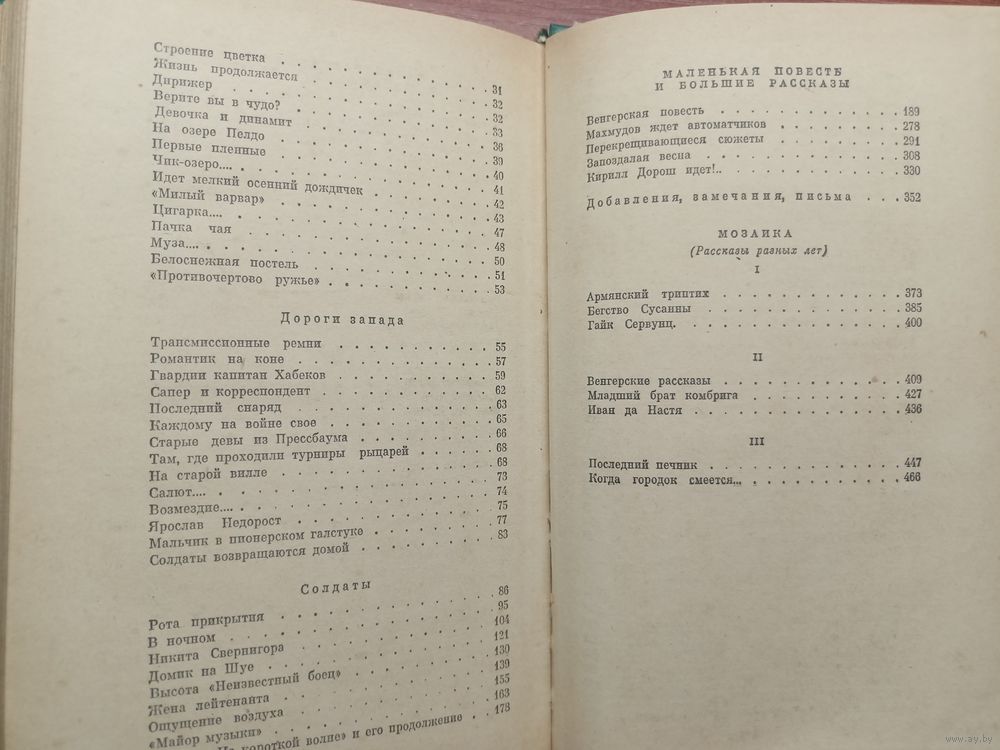 Строение цветка . . . . . . . . . . 31
Жизнь продолжается . . . . . . . . . . 32
Дирижер . . . . . . . . . . 32
Верите вы в чудо? . . . . . . . . . . 33
Девочка и динамит . . . . . . . . . . 36
На озере Пелдо . . . . . . . . . . 39
Первые пленные . . . . . . . . . . 40
Чик-озеро.... . . . . . . . . . . 41
Идет мелкий осенний дождичек . . . . . . . 42
«Милый варвар» . . . . . . . . . . 43
Цигарка.... . . . . . . . . . . 47
Пачка чая . . . . . . . . . . 48
Муза.... . . . . . . . . . . 50
Белоснежная постель . . . . . . . . . . 51
«Противочертово ружье» . . . . . . . . . . 53
Дороги запада
Трансмиссионные ремни . . . . . . . . . . 55
Романтик на коне . . . . . . . . . . 57
Гвардии капитан Хабеков . . . . . . . . . . 59
Сапер и корреспондент . . . . . . . . . . 62
Последний снаряд . . . . . . . . . . 63
Каждому на войне свое . . . . . . . . . . 65
Старые девы из Прессбаума . . . . . . . . . 66
Там, где проходили турниры рыцарей . . . . . 68
На старой вилле . . . . . . . . . . 68
Салют.... . . . . . . . . . . 73
Возмездие.... . . . . . . . . . . 74
Ярослав Недорост . . . . . . . . . . 75
Мальчик в пионерском галстуке . . . . . . . 77
Солдаты возвращаются домой . . . . . . . . 83
Солдаты
Рота прикрытия . . . . . . . . . . 86
В ночном . . . . . . . . . . 95
Никита Свернигора . . . . . . . . . . 104
Домик на Шуе . . . . . . . . . . 121
Высота «Неизвестный боец» . . . . . . . . 130
Жена лейтенанта . . . . . . . . . . 139
Ощущение воздуха . . . . . . . . . . 155
«Майор музыки» . . . . . . . . . . 163
короткой волне» и его продолжение . . 178
МАЛЕНЬКАЯ ПОВЕСТЬ
И БОЛЬШИЕ РАССКАЗЫ
Венгерская повесть . . . . . . . . . . 189
Махмудов ждет автоматчиков . . . . . . . . 278
Перекрещивающиеся сюжеты . . . . . . . . 291
Запоздалая весна . . . . . . . . . . 308
Кирилл Дорош идет!.. . . . . . . . . . 330
Добавления, замечания, письма . . . 352
МОЗАИКА
(Рассказы разных лет)
I
Армянский триптих . . . . . . . . . . 373
Бегство Сусанны . . . . . . . . . . 385
Гайк Сервунц. . . . . . . . . . . 400
II
Венгерские рассказы . . . . . . . . . . 409
Младший брат комбрига . . . . . . . . . . 427
Иван да Настя . . . . . . . . . . 436
III
Последний печник . . . . . . . . . . 447
Когда городок смеется... . . . . . . . . . . 466
www.ay.by